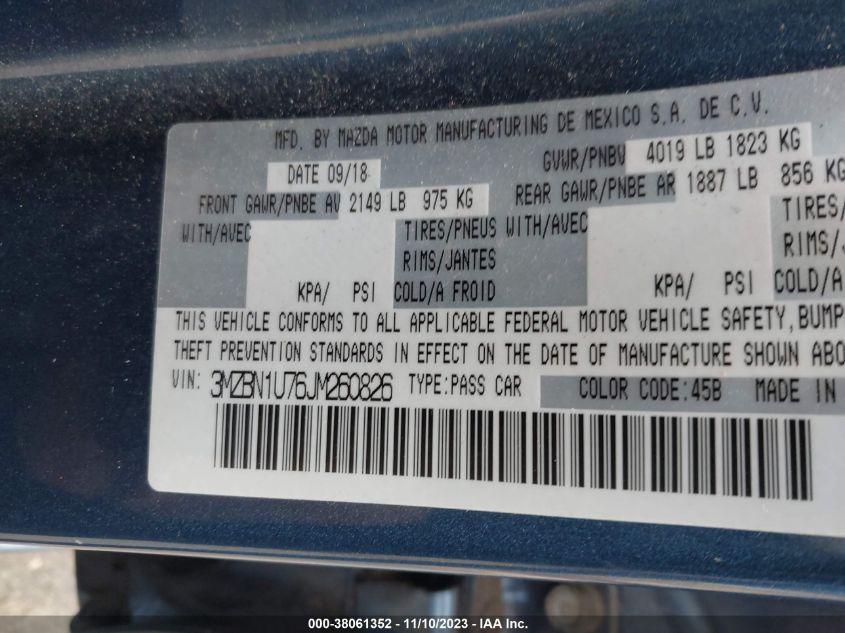 MFD. BY MAZDA MOTOR MANUFACTURING DE MEXICO S.A. DE C.V.
DATE 09/18 GVWR/PNBV 4019 LB 1823 KG
FRONT GAWR/PNBE AV 2149 LB 975 KG REAR GAWR/PNBE AR 1887 LB 856 KG
WITH/AVEC TIRES/PNEUS WITH/AVEC TIRES/
RIMS/JANTES RIMS/
KPA/ PSI COLD/A FROID KPA/ PSI COLD/A
THIS VEHICLE CONFORMS TO ALL APPLICABLE FEDERAL MOTOR VEHICLE SAFETY, BUMP
THEFT PREVENTION STANDARDS IN EFFECT ON THE DATE OF MANUFACTURE SHOWN ABO
VIN: 3MZBN1U76JM260826 TYPE:PASS CAR COLOR CODE:45B MADE IN
000-38061352 — 11/10/2023 — IAA Inc.